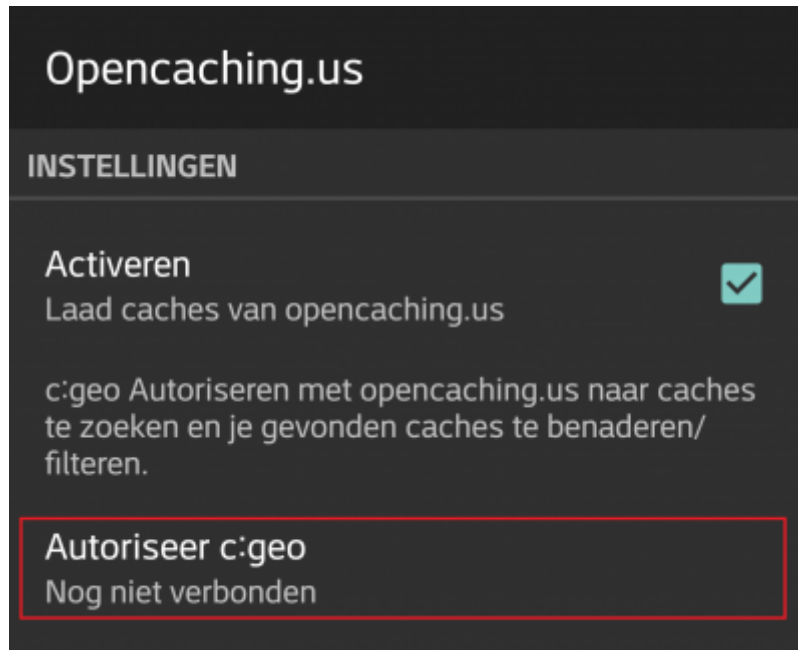 Opencaching.us
INSTELLINGEN
Activeren
Laad caches van opencaching.us
c:geo Autoriseren met opencaching.us naar caches
te zoeken en je gevonden caches te benaderen/
filteren.
Autoriseer c:geo
Nog niet verbonden